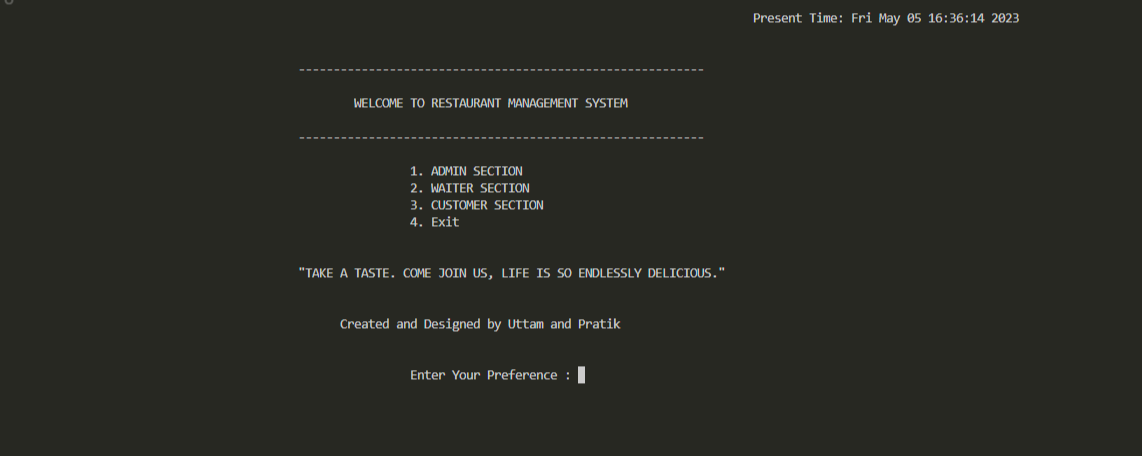 Present Time: Fri May 05 16:36:14 2023
----------------------------------------------------------
WELCOME TO RESTAURANT MANAGEMENT SYSTEM
----------------------------------------------------------
1. ADMIN SECTION
2. WAITER SECTION
3. CUSTOMER SECTION
4. Exit
"TAKE A TASTE. COME JOIN US, LIFE IS SO ENDLESSLY DELICIOUS."
Created and Designed by Uttam and Pratik
Enter Your Preference :